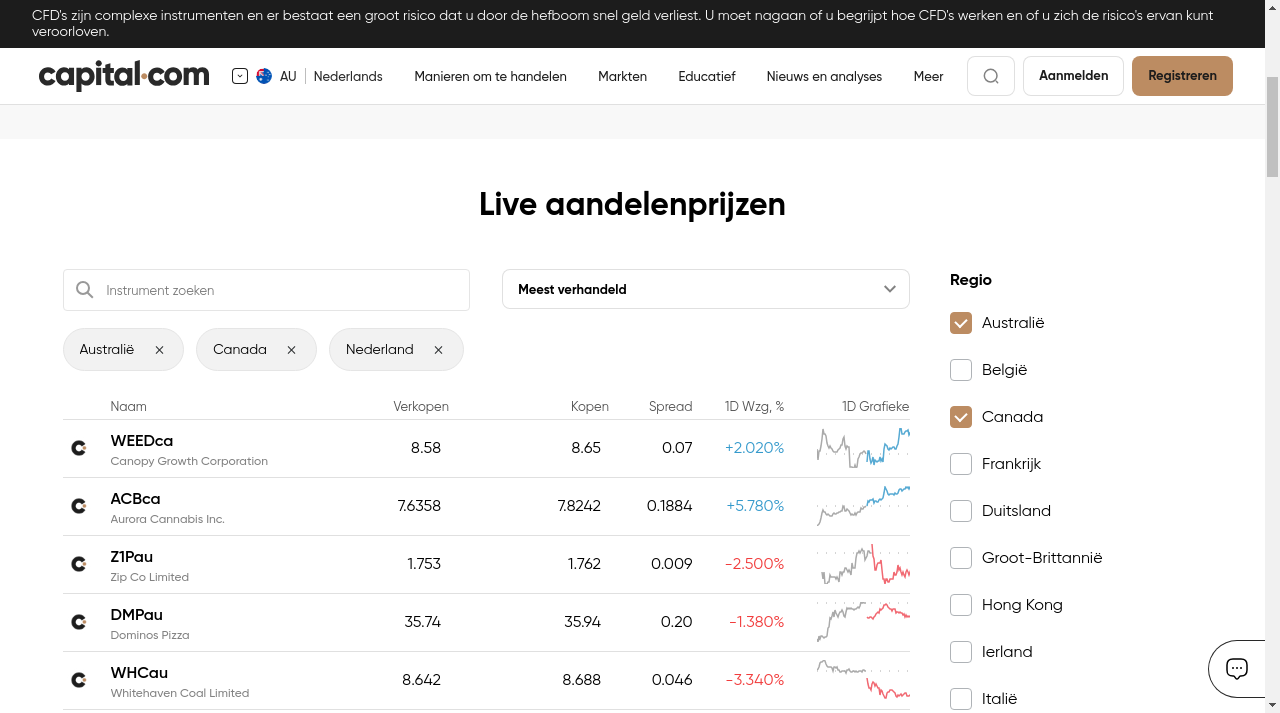 CFD's zijn complexe instrumenten en er bestaat een groot risico dat u door de hefboom snel geld verliest. U moet nagaan of u begrijpt hoe CFD's werken en of u zich de risico's ervan kunt
veroorloven.
capital.com AU Nederlands Manieren om te handelen Markten Educatief Nieuws en analyses Meer Aanmelden Registreren
Live aandelenprijzen
Instrument zoeken
Meest verhandeld
Australië Canada Nederland
Naam Verkopen Kopen Spread 1D Wzg, % 1D Grafieke
WEEDca 8.58 8.65 0.07 +2.020%
Canopy Growth Corporation
ACBca 7.6358 7.8242 0.1884 +5.780%
Aurora Cannabis Inc.
Z1Pau 1.753 1.762 0.009 -2.500%
Zip Co Limited
DMPau 35.74 35.94 0.20 -1.380%
Dominos Pizza
WHCau 8.642 8.688 0.046 -3.340%
Whitehaven Coal Limited
Regio
Australië
België
Canada
Frankrijk
Duitsland
Groot-Brittannië
Hong Kong
Ierland
Italië